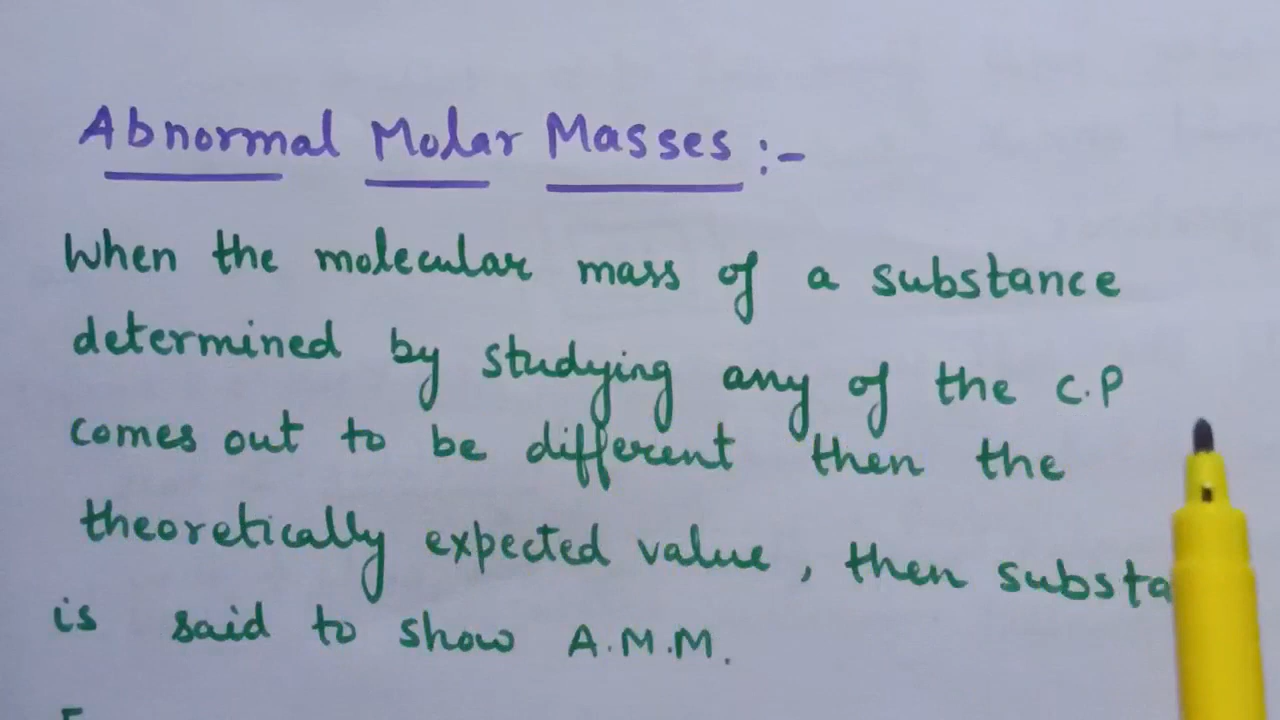 Abnormal Molar Masses :-
When the molecular mass of a substance
determined by studying any of the C.P
comes out to be different then the
theoretically expected value, then substa
is said to show A.M.M.